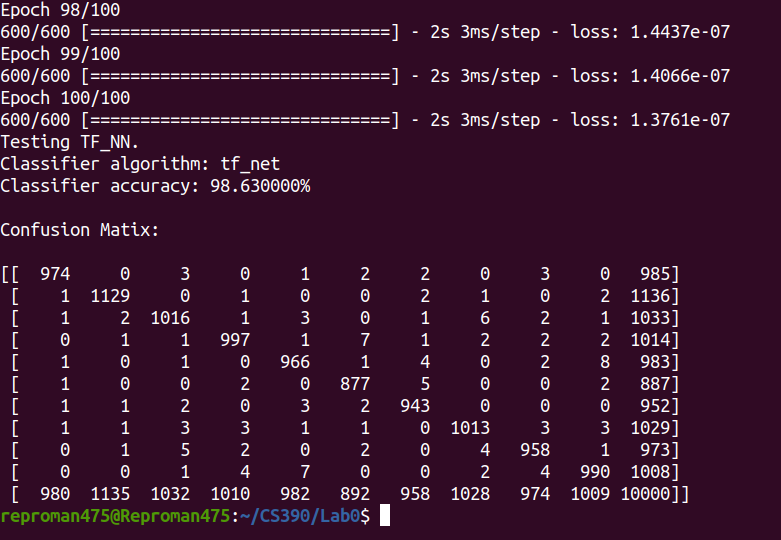 Epoch 98/100
600/600 [==============================] - 2s 3ms/step - loss: 1.4437e-07
Epoch 99/100
600/600 [==============================] - 2s 3ms/step - loss: 1.4066e-07
Epoch 100/100
600/600 [==============================] - 2s 3ms/step - loss: 1.3761e-07
Testing TF_NN.
Classifier algorithm: tf_net
Classifier accuracy: 98.630000%
Confusion Matix:
[[  974     0     3     0     1     2     2     0     3     0   985]
 [    1  1129     0     1     0     0     2     1     0     2  1136]
 [    1     2  1016     1     3     0     1     6     2     1  1033]
 [    0     1     1   997     1     7     1     2     2     2  1014]
 [    1     0     1     0   966     1     4     0     2     8   983]
 [    1     0     0     2     0   877     5     0     0     2   887]
 [    1     1     2     0     3     2   943     0     0     0   952]
 [    1     1     3     3     1     1     0  1013     3     3  1029]
 [    0     1     5     2     0     2     0     4   958     1   973]
 [    0     0     1     4     7     0     0     2     4   990  1008]
 [  980  1135  1032  1010   982   892   958  1028   974  1009 10000]]
reproman475@Reproman475:~/CS390/Lab0$